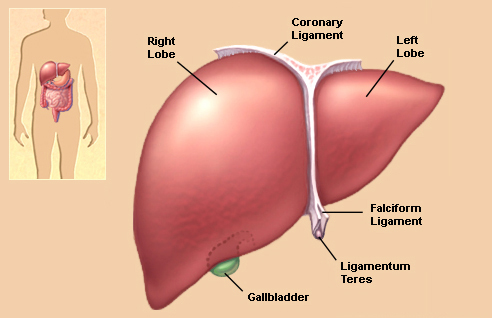 Coronary
Ligament
Right
Lobe
Left
Lobe
Falciform
Ligament
Ligamentum
Teres
Gallbladder